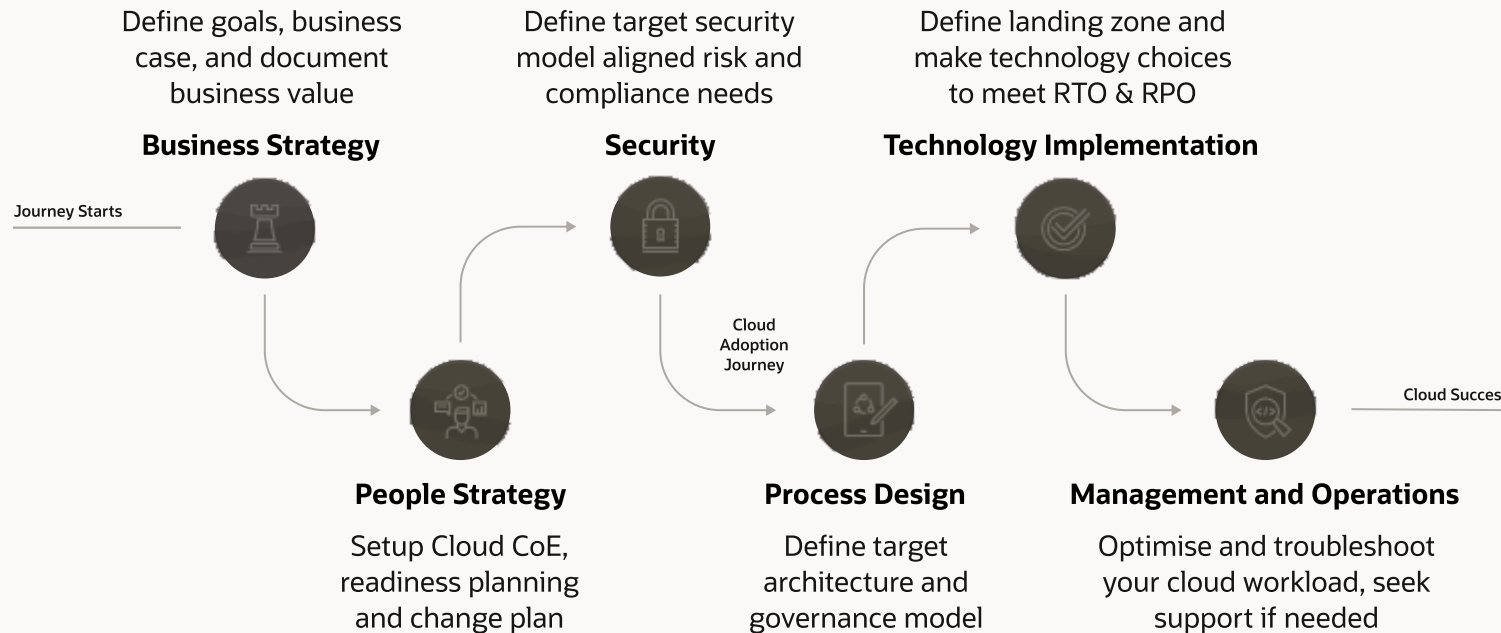 Define goals, business
case, and document
business value
Business Strategy
Define target security
model aligned risk and
compliance needs
Security
Define landing zone and
make technology choices
to meet RTO & RPO
Technology Implementation
Journey Starts
Cloud
Adoption
Journey
Cloud Succes
People Strategy
Setup Cloud CoE,
readiness planning
and change plan
Process Design
Define target
architecture and
governance model
Management and Operations
Optimise and troubleshoot
your cloud workload, seek
support if needed